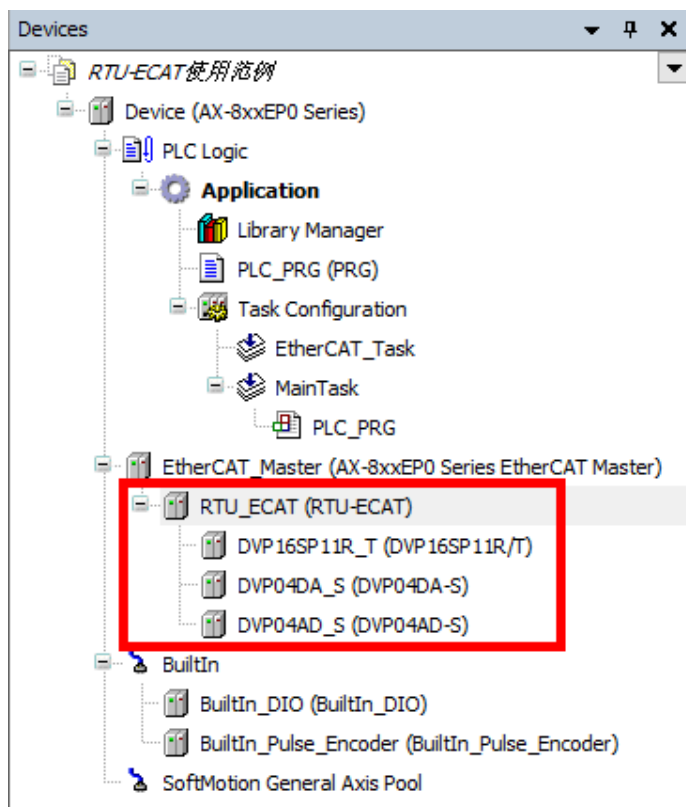 Devices
RTU-ECAT使用范例
Device (AX-8xxEP0 Series)
PLC Logic
Application
Library Manager
PLC_PRG (PRG)
Task Configuration
EtherCAT_Task
MainTask
PLC_PRG
EtherCAT_Master (AX-8xxEP0 Series EtherCAT Master)
RTU_ECAT (RTU-ECAT)
DVP16SP11R_T (DVP16SP11R/T)
DVP04DA_S (DVP04DA-S)
DVP04AD_S (DVP04AD-S)
BuiltIn
BuiltIn_DIO (BuiltIn_DIO)
BuiltIn_Pulse_Encoder (BuiltIn_Pulse_Encoder)
SoftMotion General Axis Pool